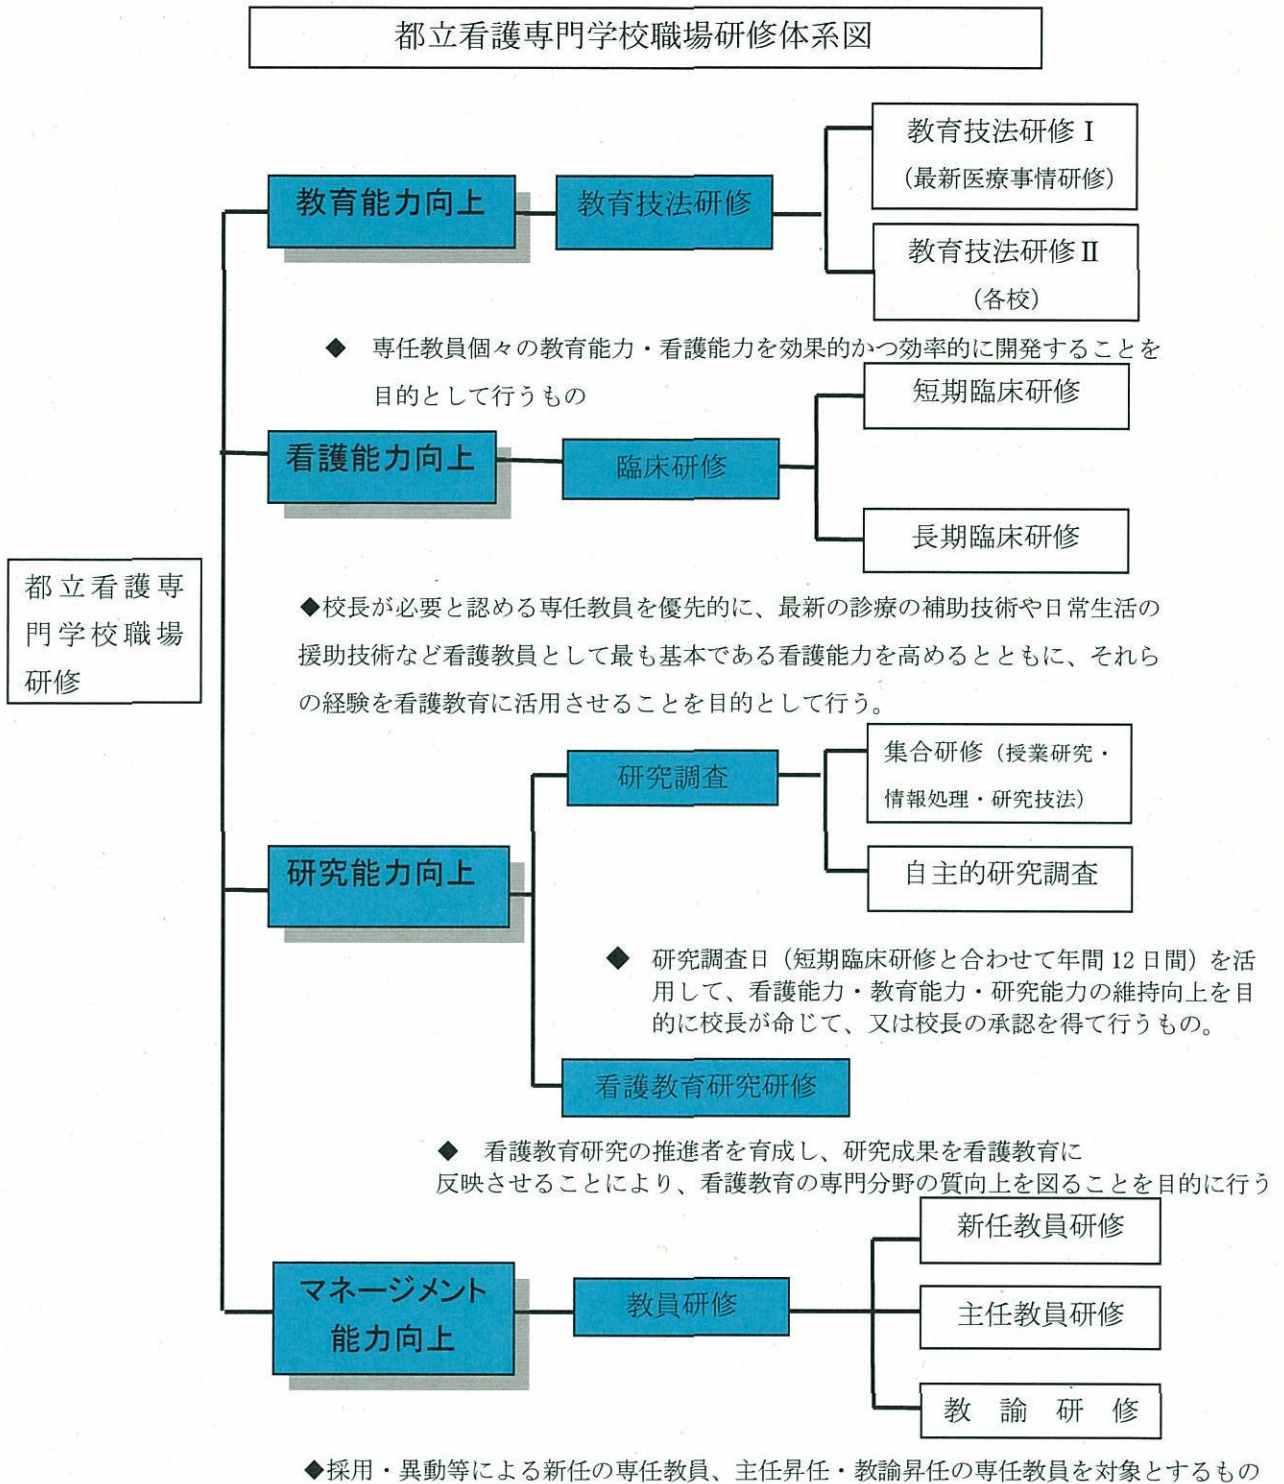 都立看護専門学校職場研修体系図
教育能力向上
教育技法研修
教育技法研修Ⅰ
(最新医療事情研修)
教育技法研修Ⅱ
(各校)
◆ 専任教員個々の教育能力・看護能力を効果的かつ効率的に開発することを
目的として行うもの
看護能力向上
臨床研修
短期臨床研修
長期臨床研修
都立看護専
門学校職場
研修
◆校長が必要と認める専任教員を優先的に、最新の診療の補助技術や日常生活の
援助技術など看護教員として最も基本である看護能力を高めるとともに、それら
の経験を看護教育に活用させることを目的として行う。
研究能力向上
研究調査
集合研修(授業研究・
情報処理・研究技法)
自主的研究調査
◆ 研究調査日(短期臨床研修と合わせて年間12日間)を活
用して、看護能力・教育能力・研究能力の維持向上を目
的に校長が命じて、又は校長の承認を得て行うもの。
看護教育研究研修
◆ 看護教育研究の推進者を育成し、研究成果を看護教育に
反映させることにより、看護教育の専門分野の質向上を図ることを目的に行う
マネージメント
能力向上
教員研修
新任教員研修
主任教員研修
教諭研修
◆採用・異動等による新任の専任教員、主任昇任・教諭昇任の専任教員を対象とするもの